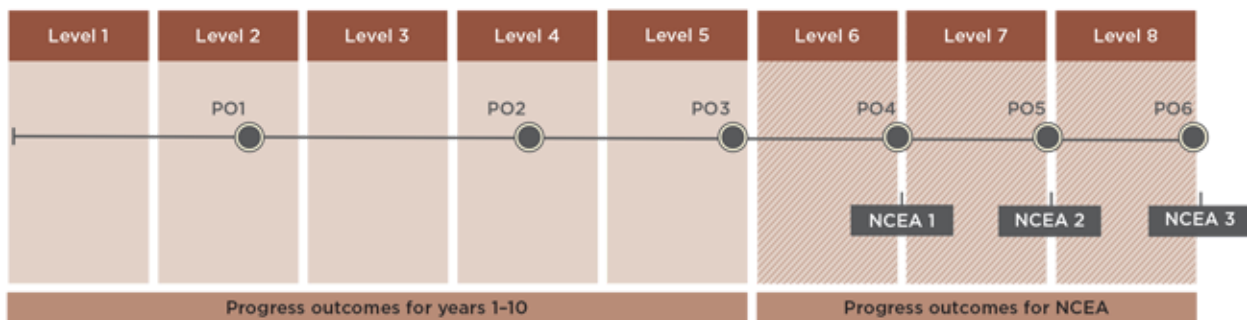 Level 1 Level 2 Level 3 Level 4 Level 5 Level 6 Level 7 Level 8
PO1 PO2 PO3 PO4 PO5 PO6
NCEA 1 NCEA 2 NCEA 3
Progress outcomes for years 1–10 Progress outcomes for NCEA